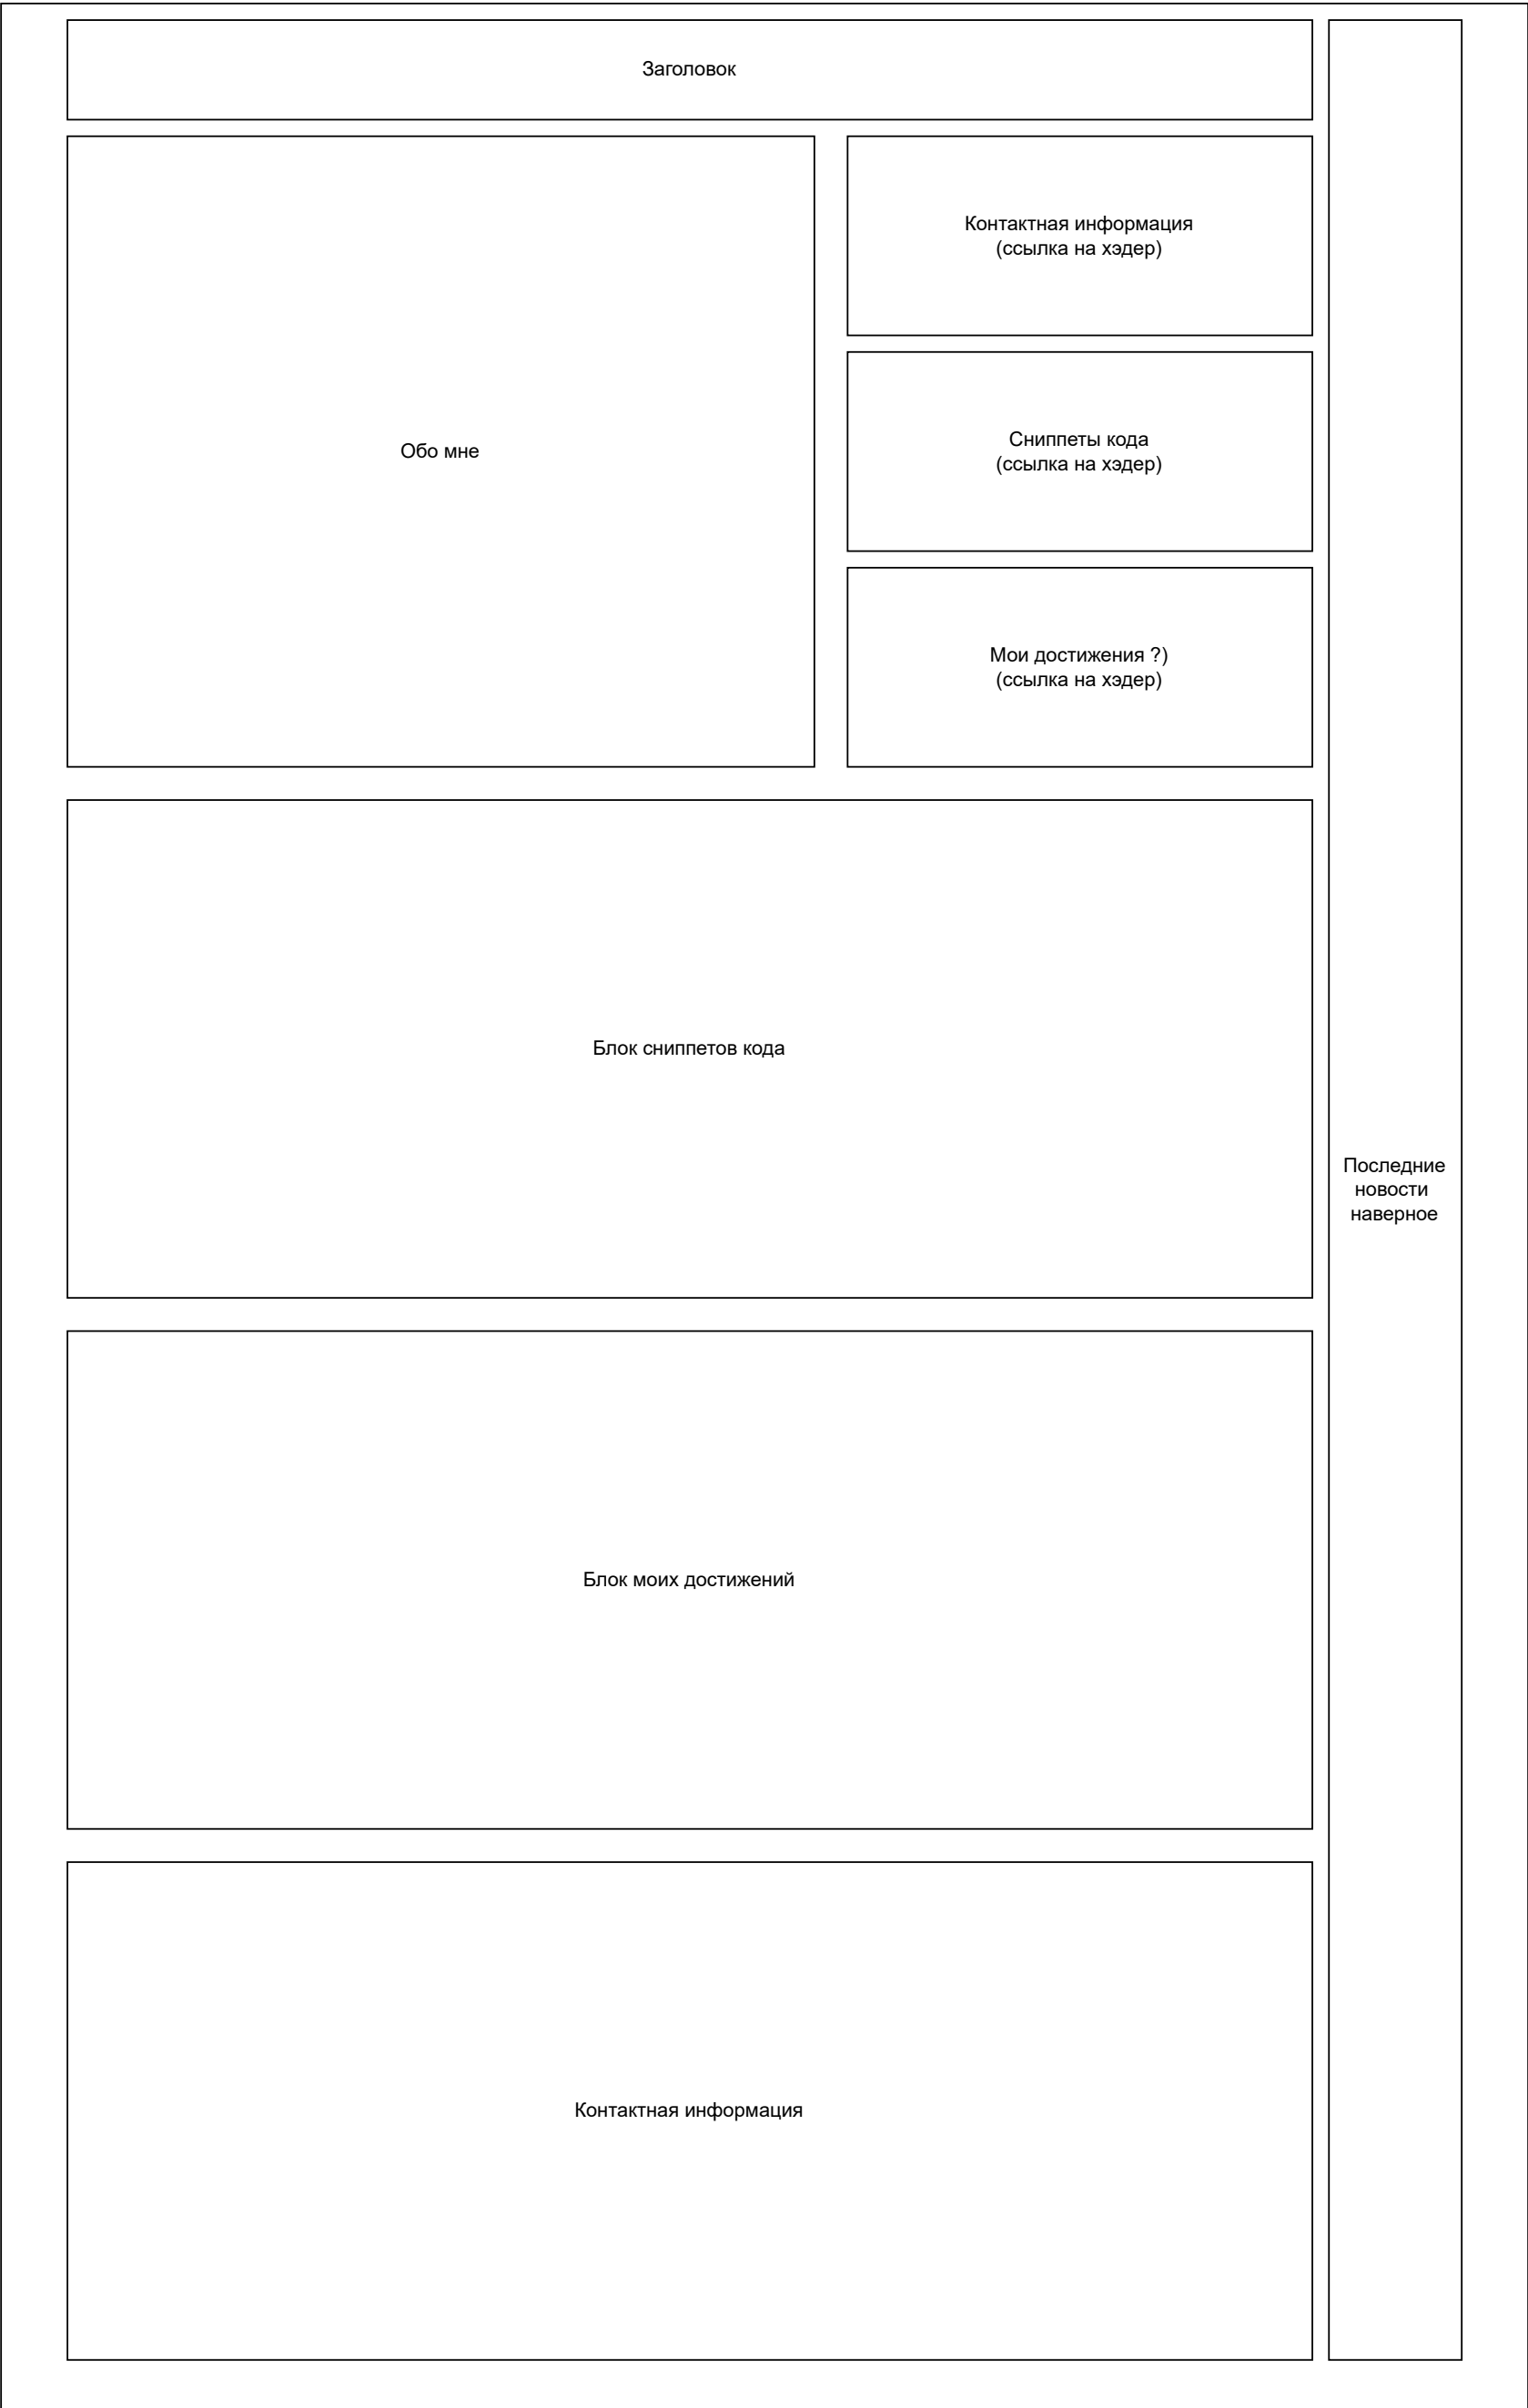 Заголовок
Обо мне
Контактная информация
(ссылка на хэдер)
Сниппеты кода
(ссылка на хэдер)
Мои достижения ?)
(ссылка на хэдер)
Блок сниппетов кода
Блок моих достижений
Контактная информация
Последние
новости
наверное